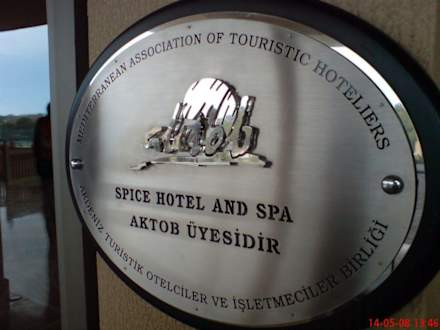 MEDITERRANEAN ASSOCIATION OF TOURISTIC HOTELIERS
aktob
SPICE HOTEL AND SPA
AKTOB ÜYESİDİR
AKDENİZ TURİSTİK OTELCİLER VE İŞLETMECİLER BİRLİĞİ
14-05-08 13:46